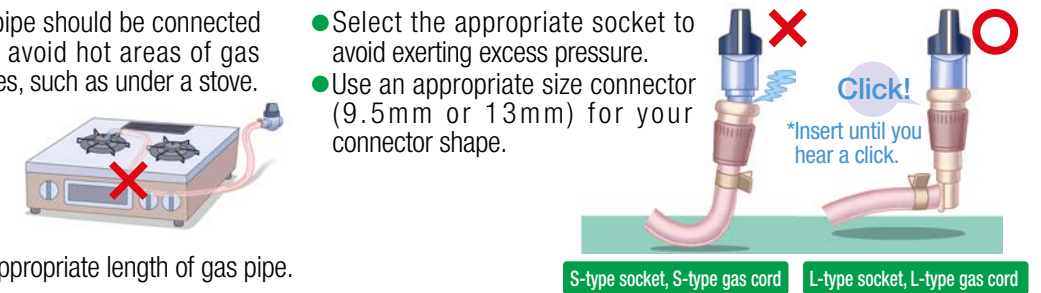 pipe should be connected
avoid hot areas of gas
such as under a stove.
appropriate length of gas pipe.
●Select the appropriate socket to
avoid exerting excess pressure.
●Use an appropriate size connector
(9.5mm or 13mm) for your
connector shape.
Click!
*Insert until you
hear a click.
S-type socket, S-type gas cord
L-type socket, L-type gas cord